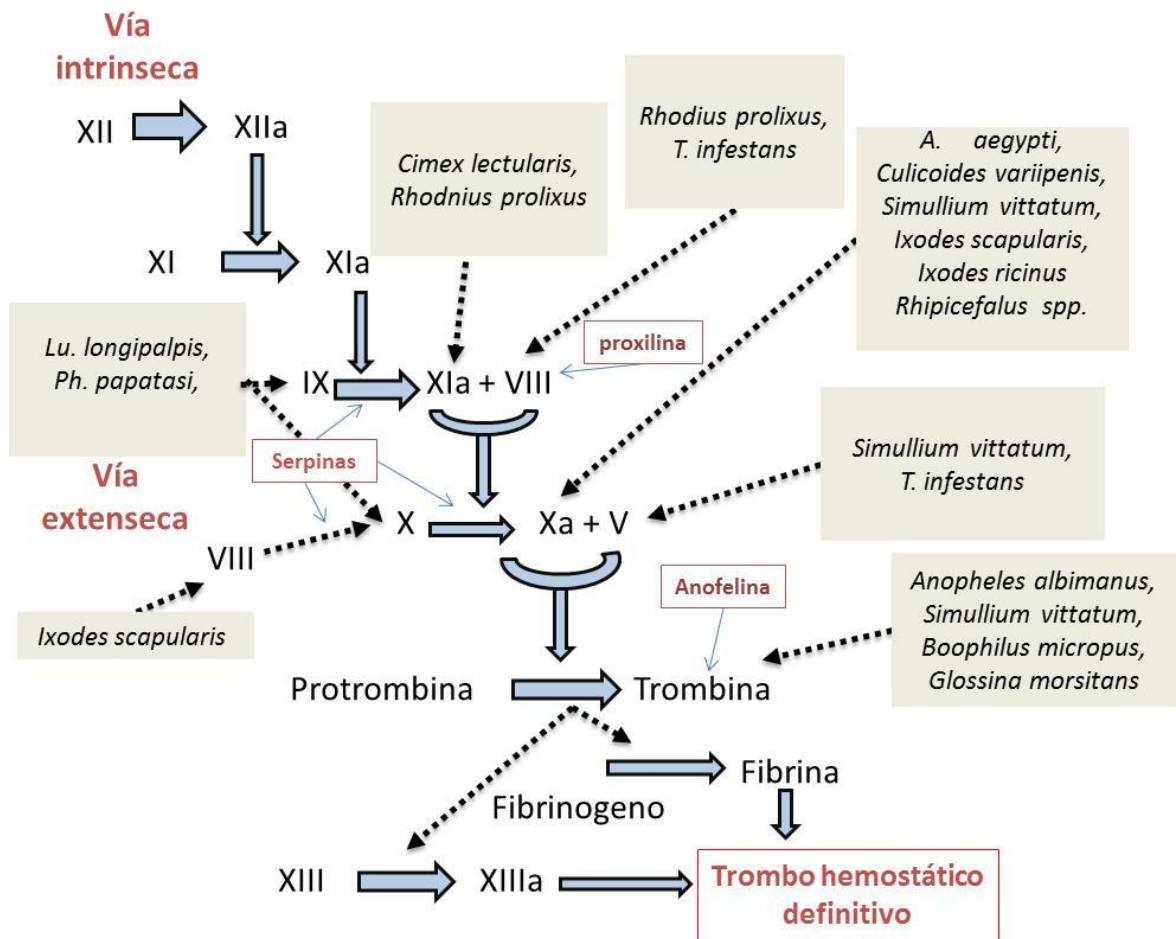 Vía
intrinseca
XII
XIIa
Cimex lectularis,
Rhodnius prolixus
Rhodius prolixus,
T. infestans
A. aegypti,
Culicoides variipenis,
Simullium vittatum,
Ixodes scapularis,
Ixodes ricinus
Rhipicefalus spp.
XI
XIa
Lu. longipalpis,
Ph. papatasi,
proxilina
IX
XIa + VIII
Serpinas
Simullium vittatum,
T. infestans
Vía
extenseca
X
Xa + V
VIII
Ixodes scapularis
Anofelina
Anopheles albimanus,
Simullium vittatum,
Boophilus micropus,
Glossina morsitans
Protrombina
Trombina
Fibrina
Fibrinogeno
XIII
XIIIa
Trombo hemostático
definitivo